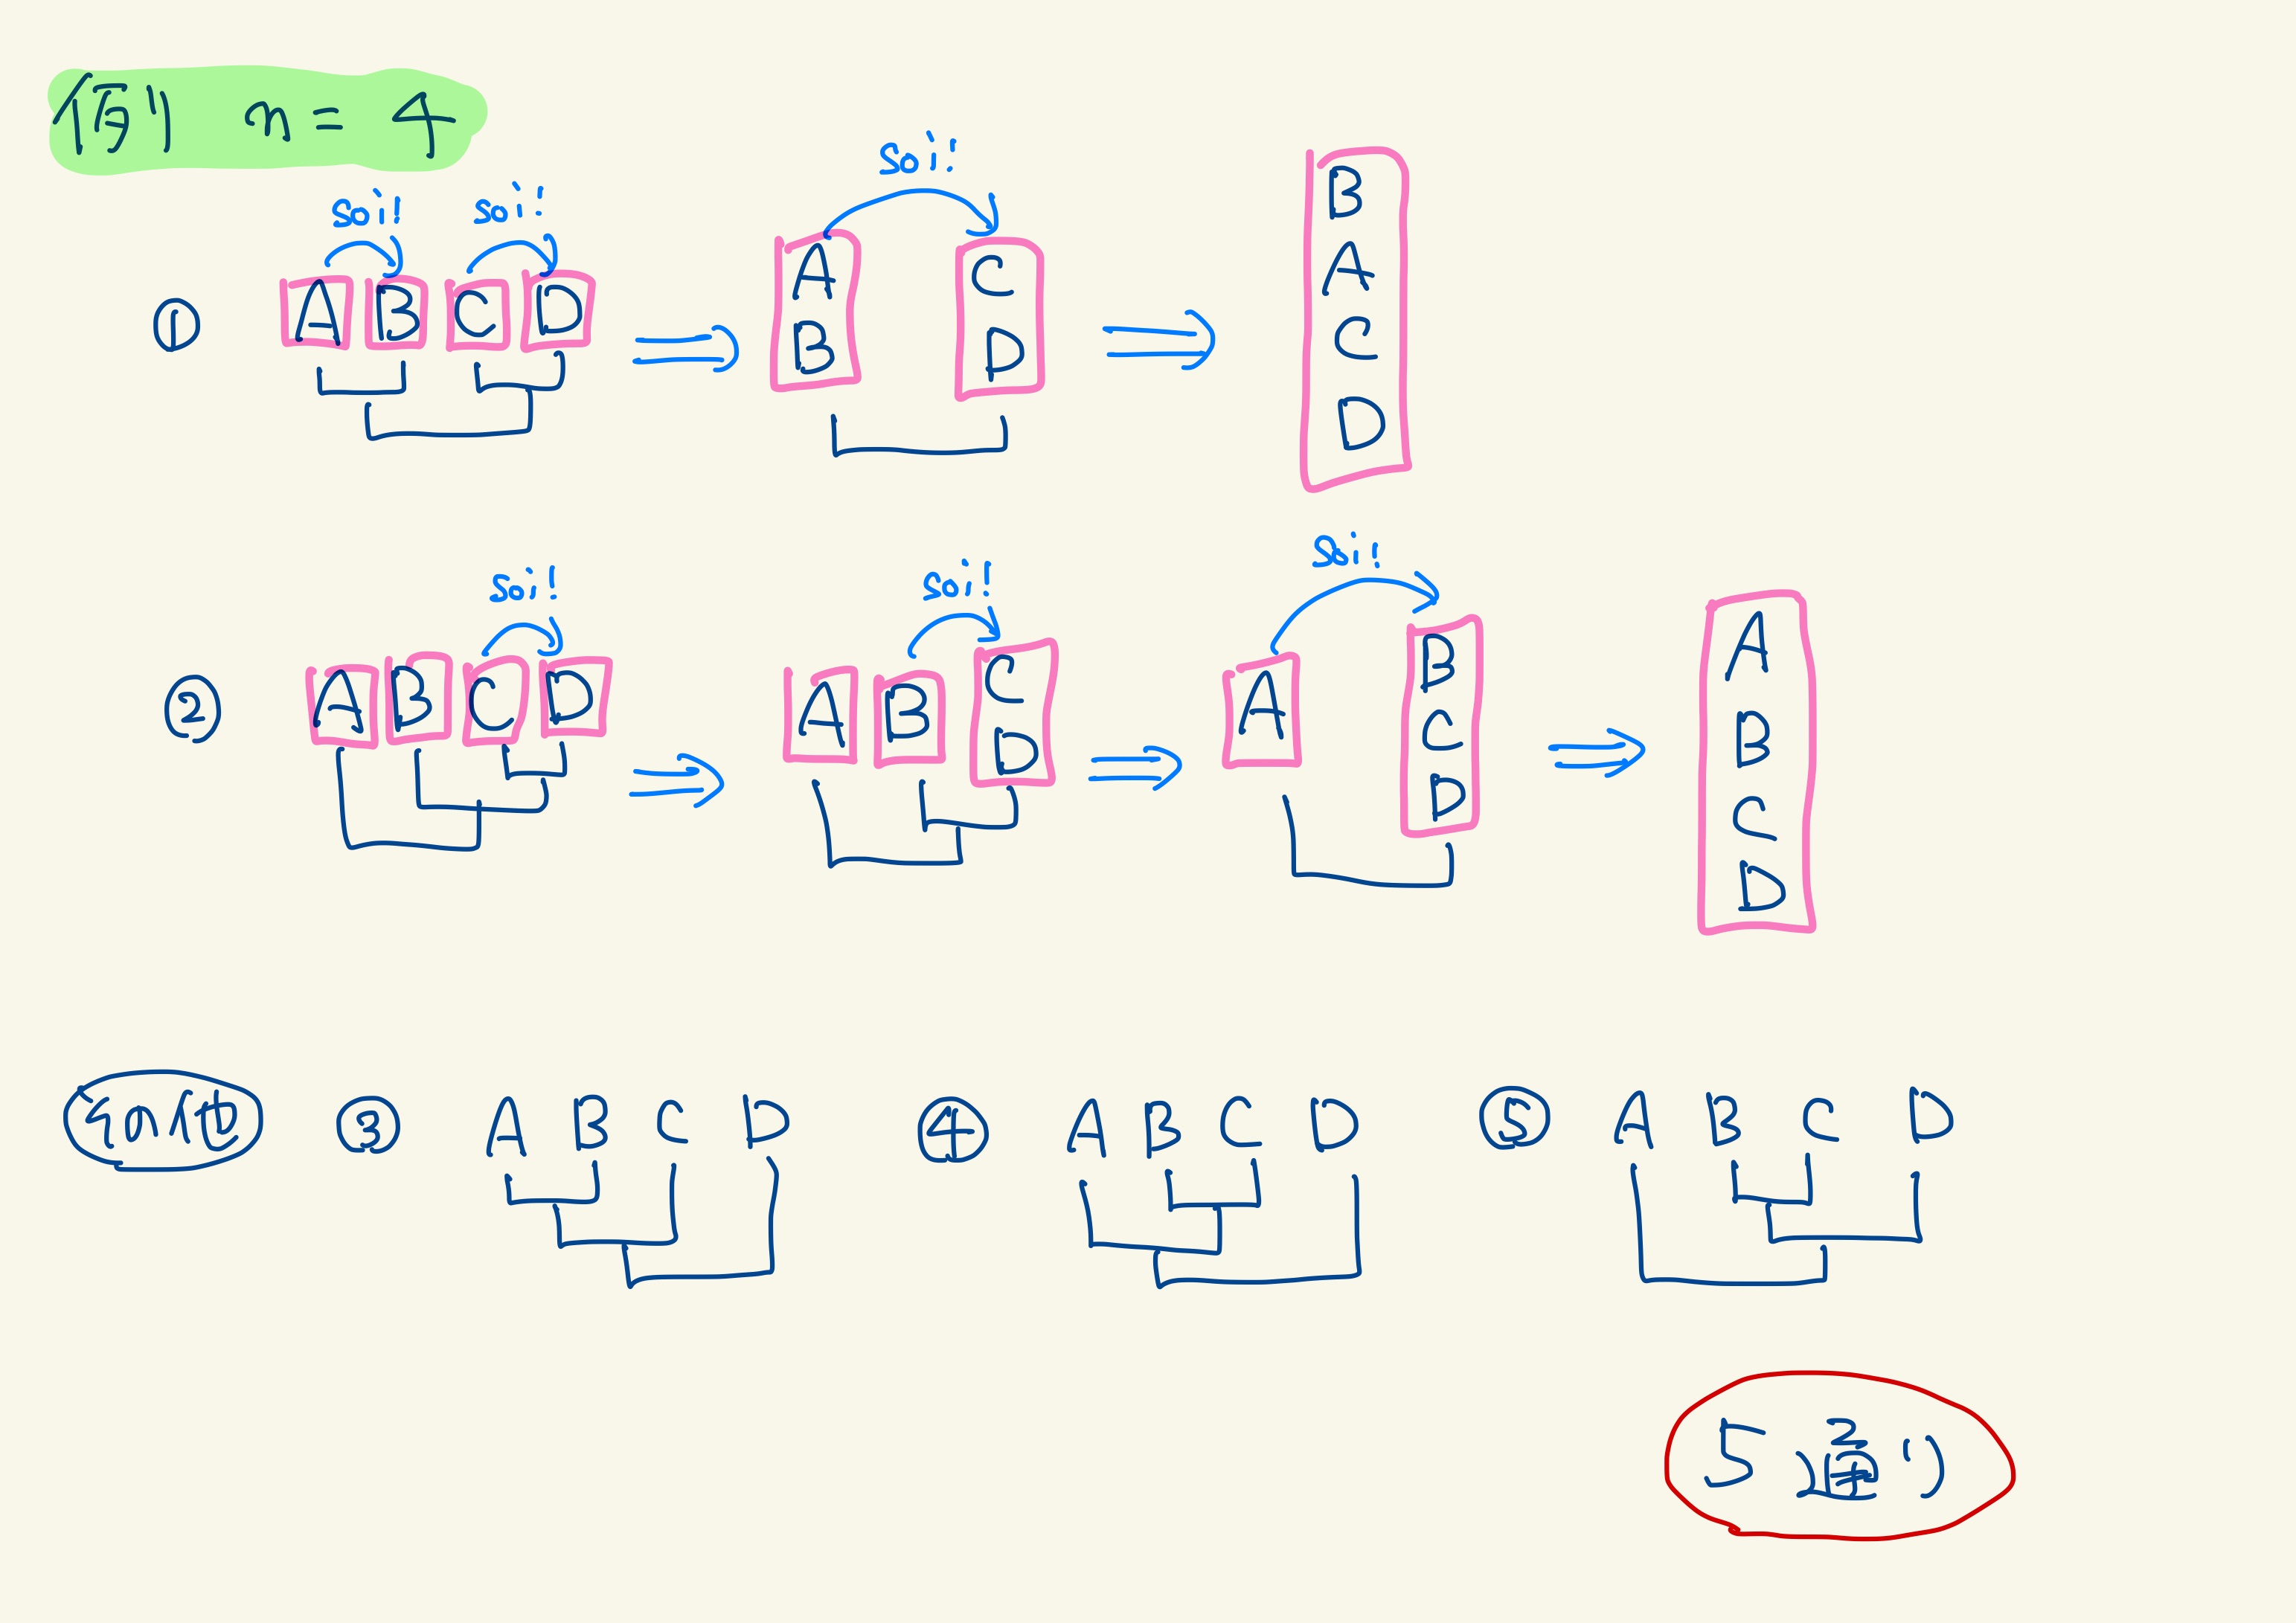 例 n = 4
soi! soi!
① A B C D
soi!
A
B
C
D
B
A
C
D
soi!
② A B C D
soi!
A B C
D
soi!
A
B
C
D
A
B
C
D
その他
③ A B C D
④ A B C D
⑤ A B C D
5通り